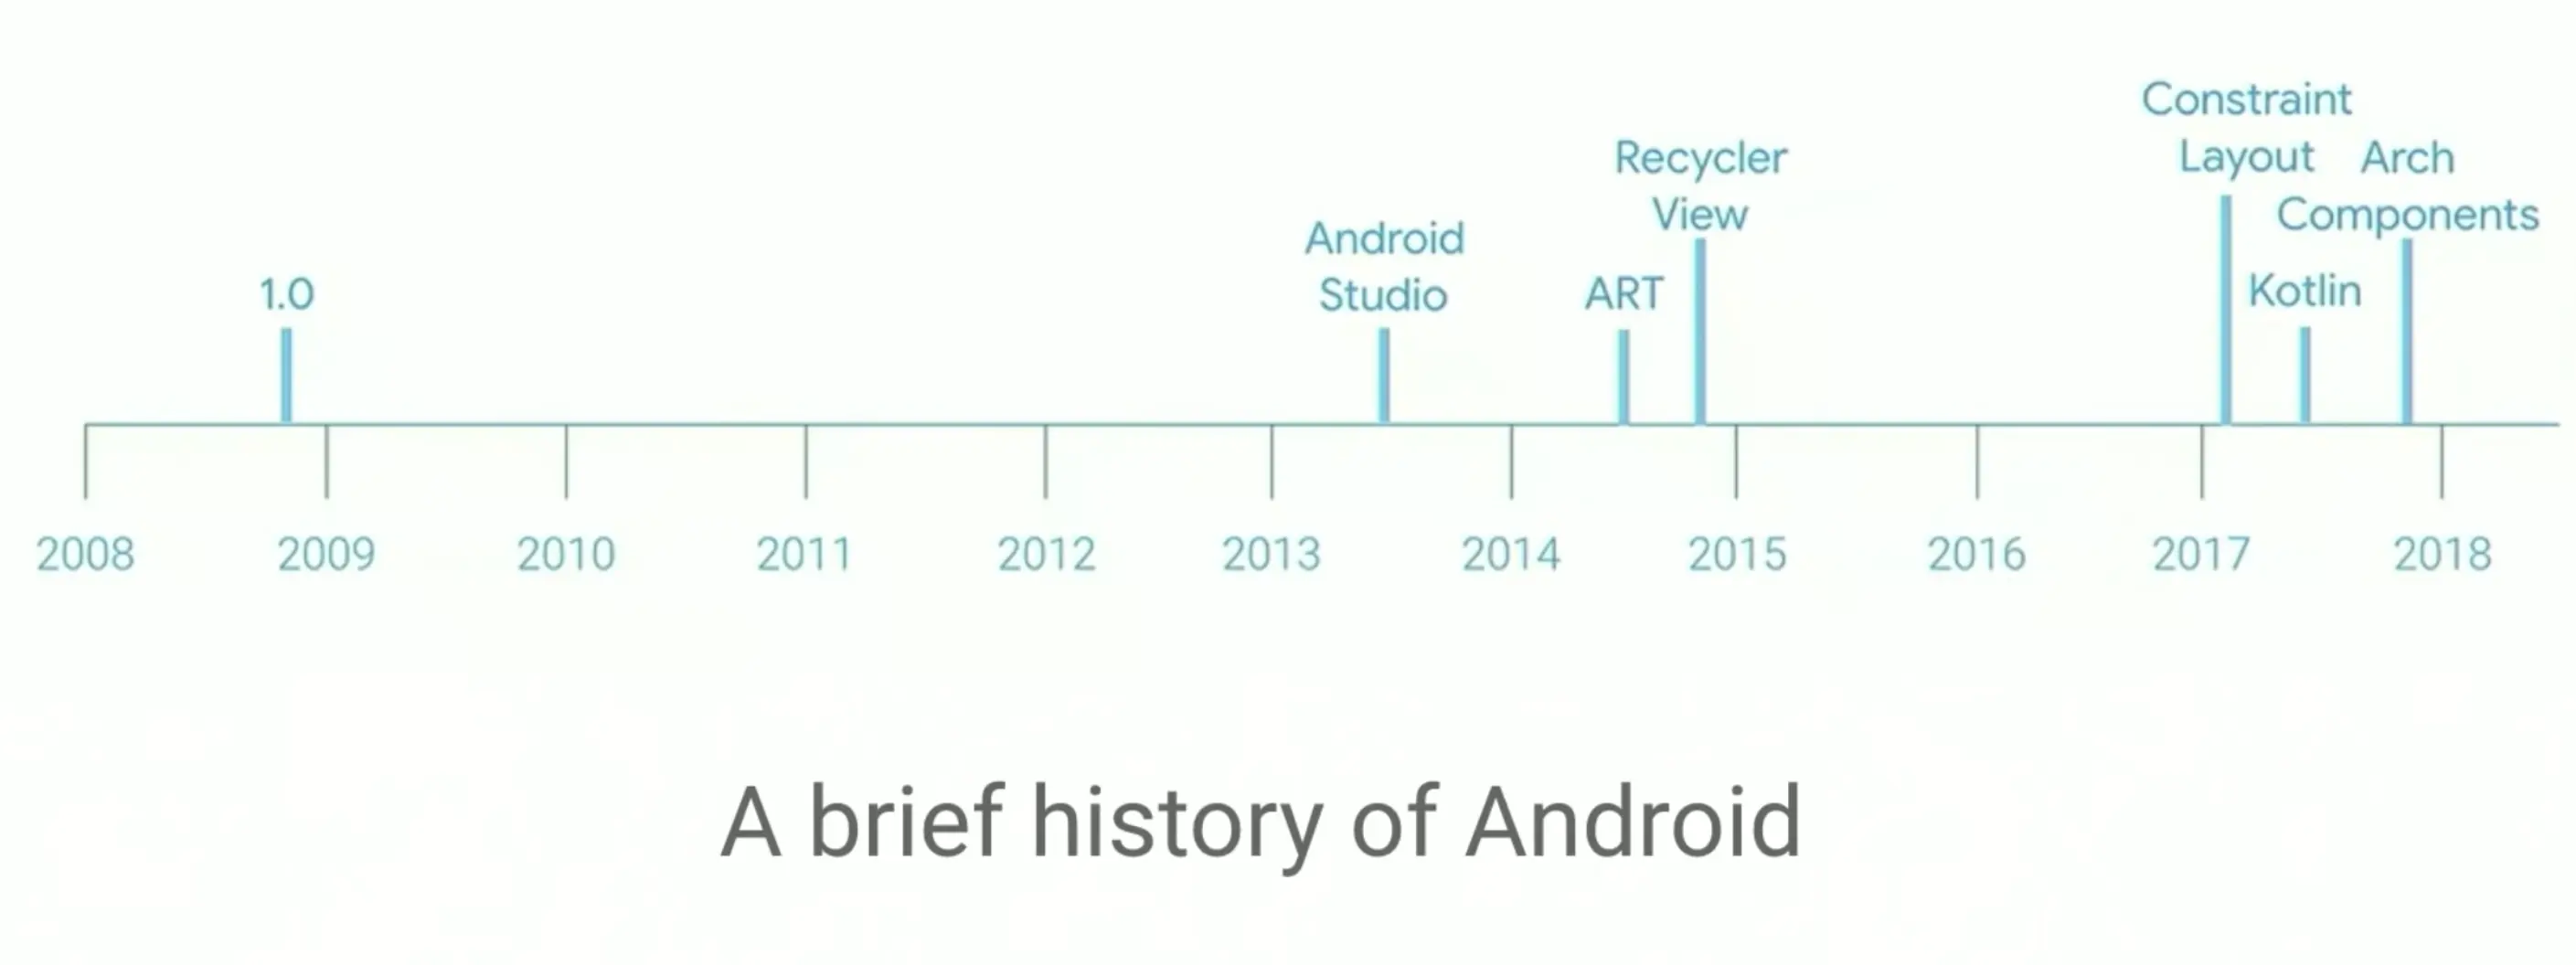 Constraint
Layout
Arch
Components
Recycler
View
Android
Studio
1.0
ART
Kotlin
2008 2009 2010 2011 2012 2013 2014 2015 2016 2017 2018
A brief history of Android